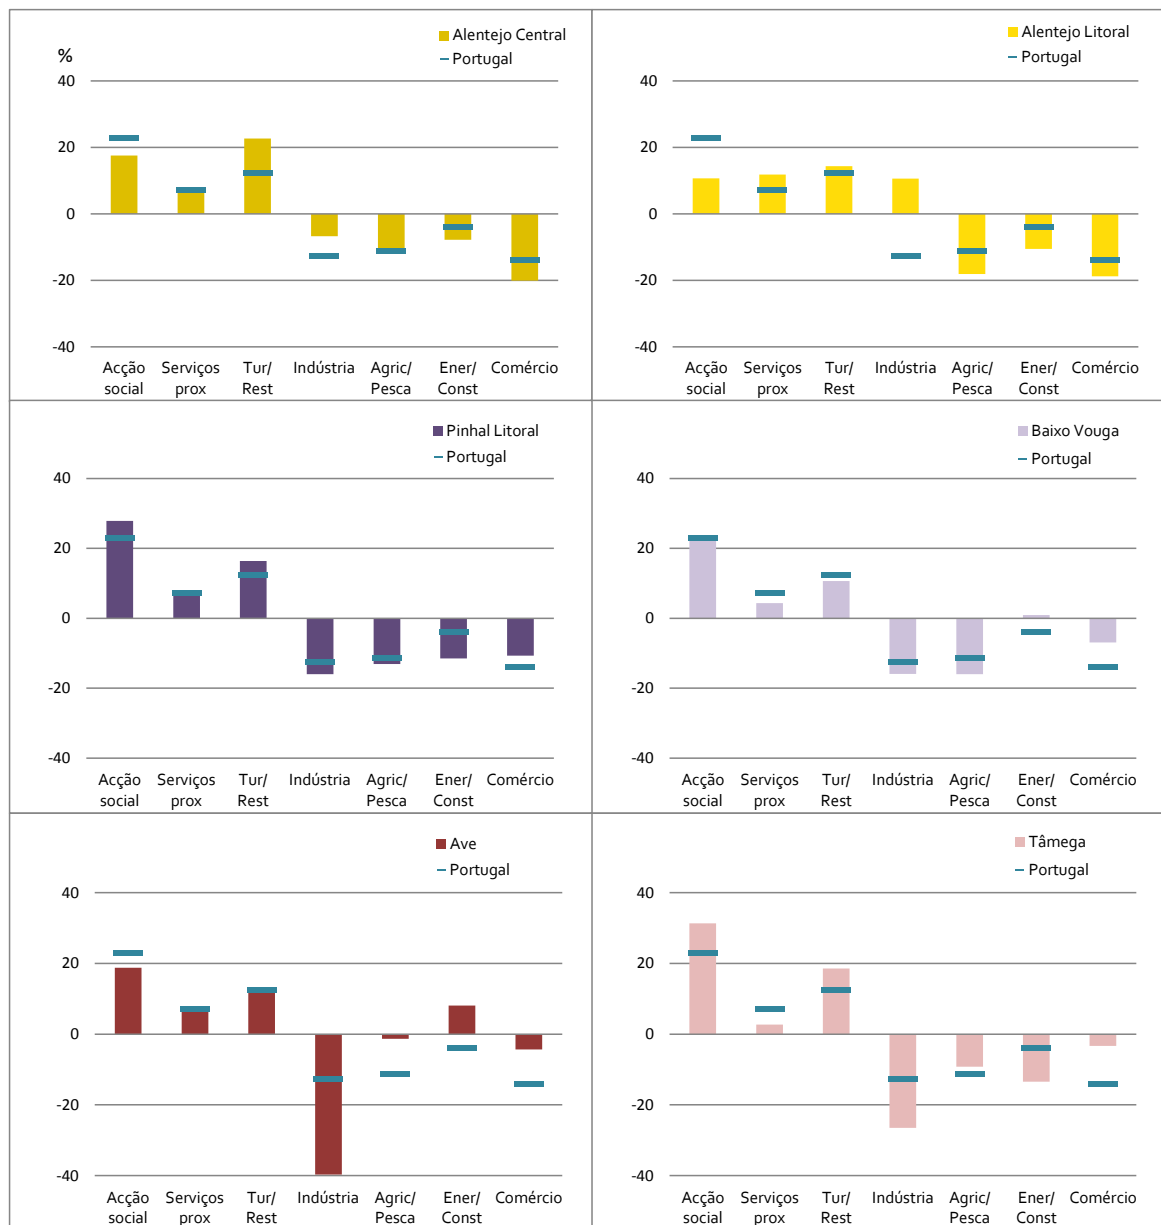 Alentejo Central
Portugal
%
40
20
0
-20
-40
Acção social
Serviços prox
Tur/ Rest
Indústria
Agric/ Pesca
Ener/ Const
Comércio
Alentejo Litoral
Portugal
40
20
0
-20
-40
Acção social
Serviços prox
Tur/ Rest
Indústria
Agric/ Pesca
Ener/ Const
Comércio
Pinhal Litoral
Portugal
40
20
0
-20
-40
Acção social
Serviços prox
Tur/ Rest
Indústria
Agric/ Pesca
Ener/ Const
Comércio
Baixo Vouga
Portugal
40
20
0
-20
-40
Acção social
Serviços prox
Tur/ Rest
Indústria
Agric/ Pesca
Ener/ Const
Comércio
Ave
Portugal
40
20
0
-20
-40
Acção social
Serviços prox
Tur/ Rest
Indústria
Agric/ Pesca
Ener/ Const
Comércio
Tâmega
Portugal
40
20
0
-20
-40
Acção social
Serviços prox
Tur/ Rest
Indústria
Agric/ Pesca
Ener/ Const
Comércio